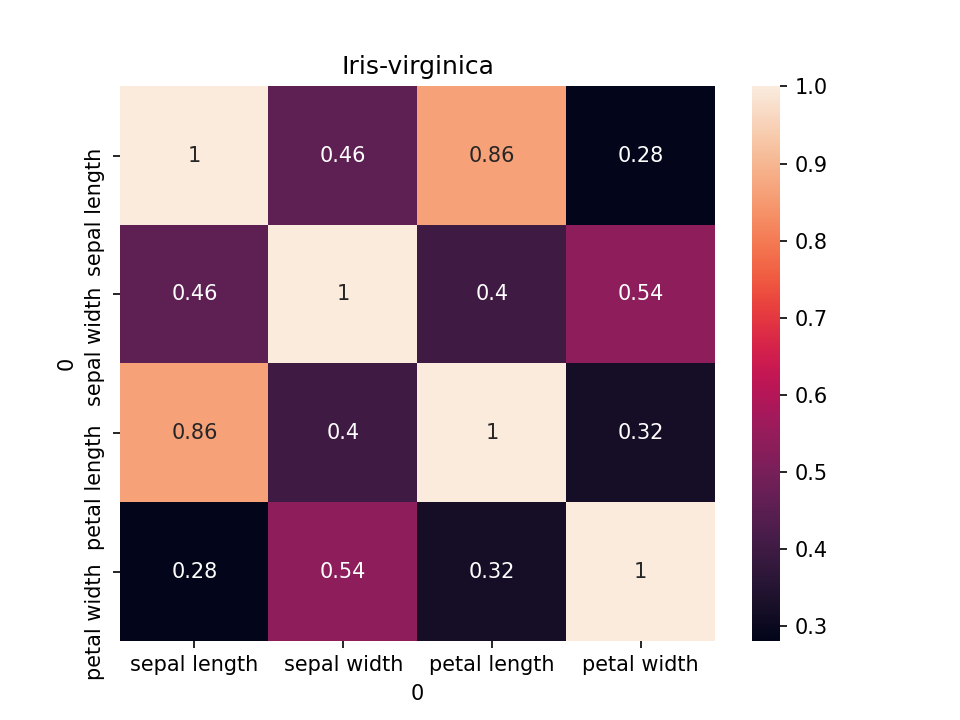 Iris-virginica
1.0
sepal length 1 0.46 0.86 0.28
0.9
0.8
sepal width 0.46 1 0.4 0.54
0.7
0
0.6
petal length 0.86 0.4 1 0.32
0.5
0.4
petal width 0.28 0.54 0.32 1
0.3
sepal length sepal width petal length petal width
0